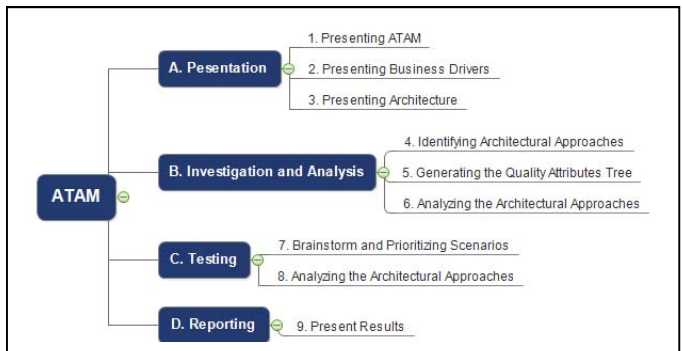 ATAM
A. Pesentation
1. Presenting ATAM
2. Presenting Business Drivers
3. Presenting Architecture
B. Investigation and Analysis
4. Identifying Architectural Approaches
5. Generating the Quality Attributes Tree
6. Analyzing the Architectural Approaches
C. Testing
7. Brainstorm and Prioritizing Scenarios
8. Analyzing the Architectural Approaches
D. Reporting
9. Present Results